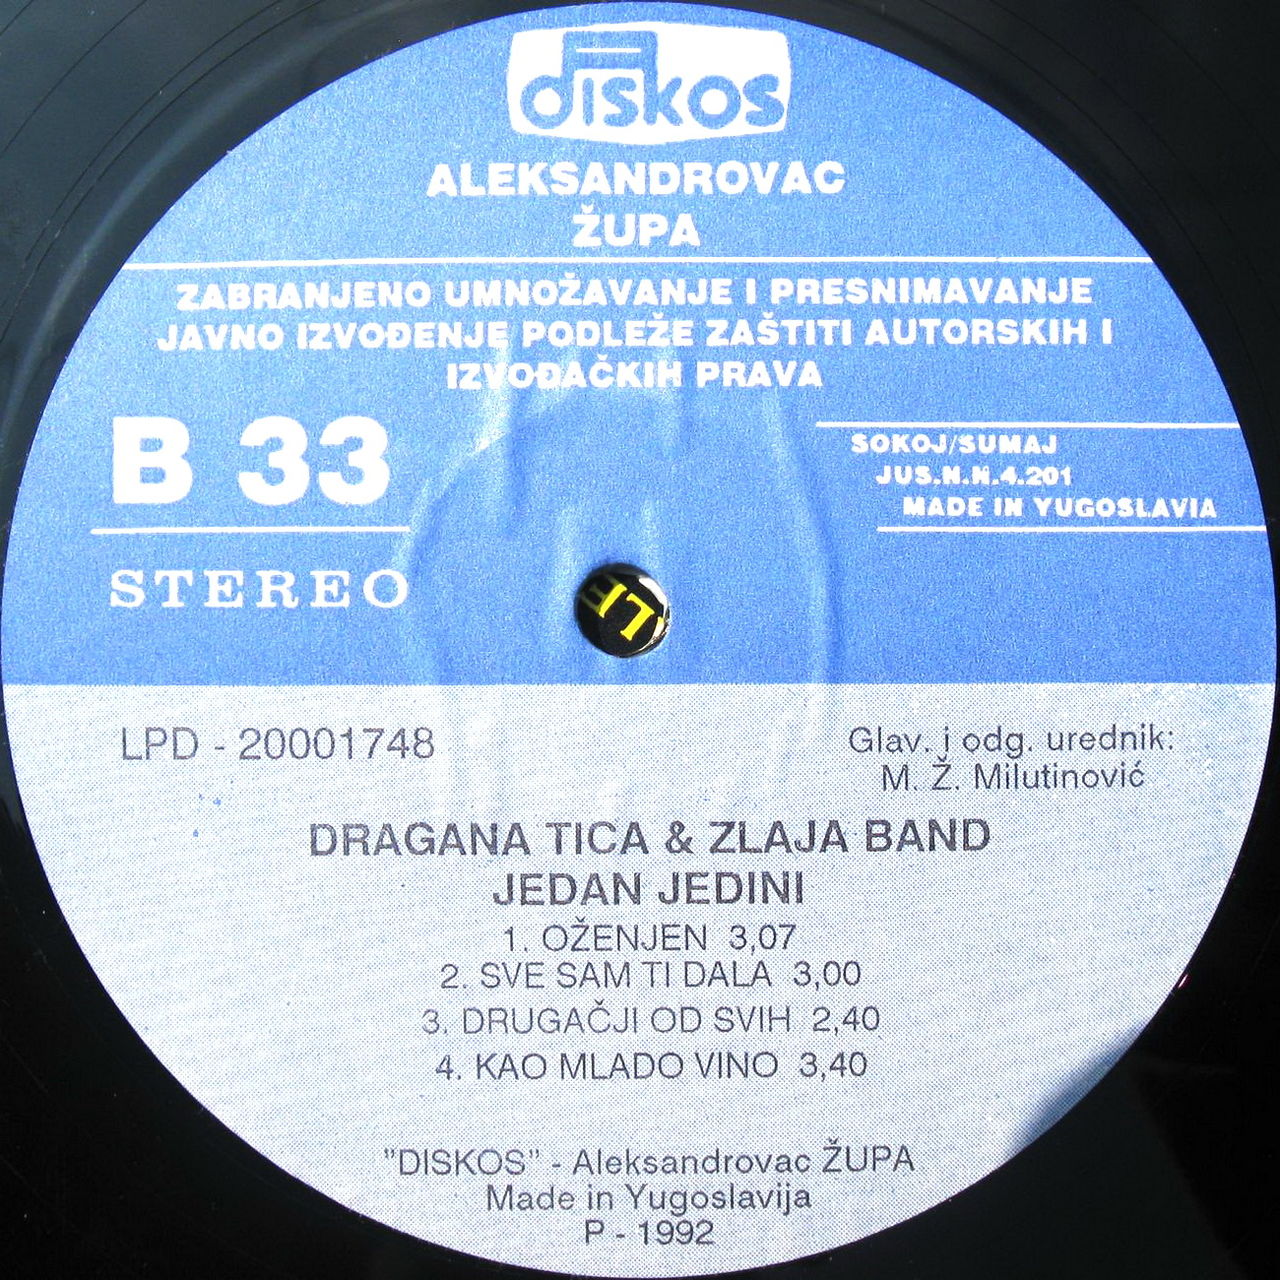 diskos
ALEKSANDROVAC
ŽUPA
ZABRANJENO UMNOŽAVANJE I PRESNIMAVANJE
JAVNO IZVOĐENJE PODLEŽE ZAŠTITI AUTORSKIH I
IZVOĐAČKIH PRAVA
B 33
SOKOJ/SUMAJ
JUS.N.N.4.201
MADE IN YUGOSLAVIA
STEREO
LPD - 20001748
Glav. i odg. urednik:
M. Ž. Milutinović
DRAGANA TICA & ZLAJA BAND
JEDAN JEDINI
1. OŽENJEN 3,07
2. SVE SAM TI DALA 3,00
3. DRUGAČJI OD SVIH 2,40
4. KAO MLADO VINO 3,40
"DISKOS" - Aleksandrovac ŽUPA
Made in Yugoslavija
P - 1992